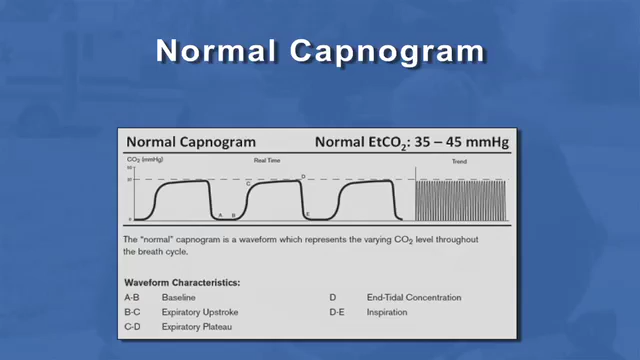 Normal Capnogram
Normal Capnogram Normal EtCO₂: 35 – 45 mmHg
CO₂ (mmHg) Real Time Trend
D
C
A B E
0
The "normal" capnogram is a waveform which represents the varying CO₂ level throughout
the breath cycle.
Waveform Characteristics:
A-B Baseline D End-Tidal Concentration
B-C Expiratory Upstroke D-E Inspiration
C-D Expiratory Plateau